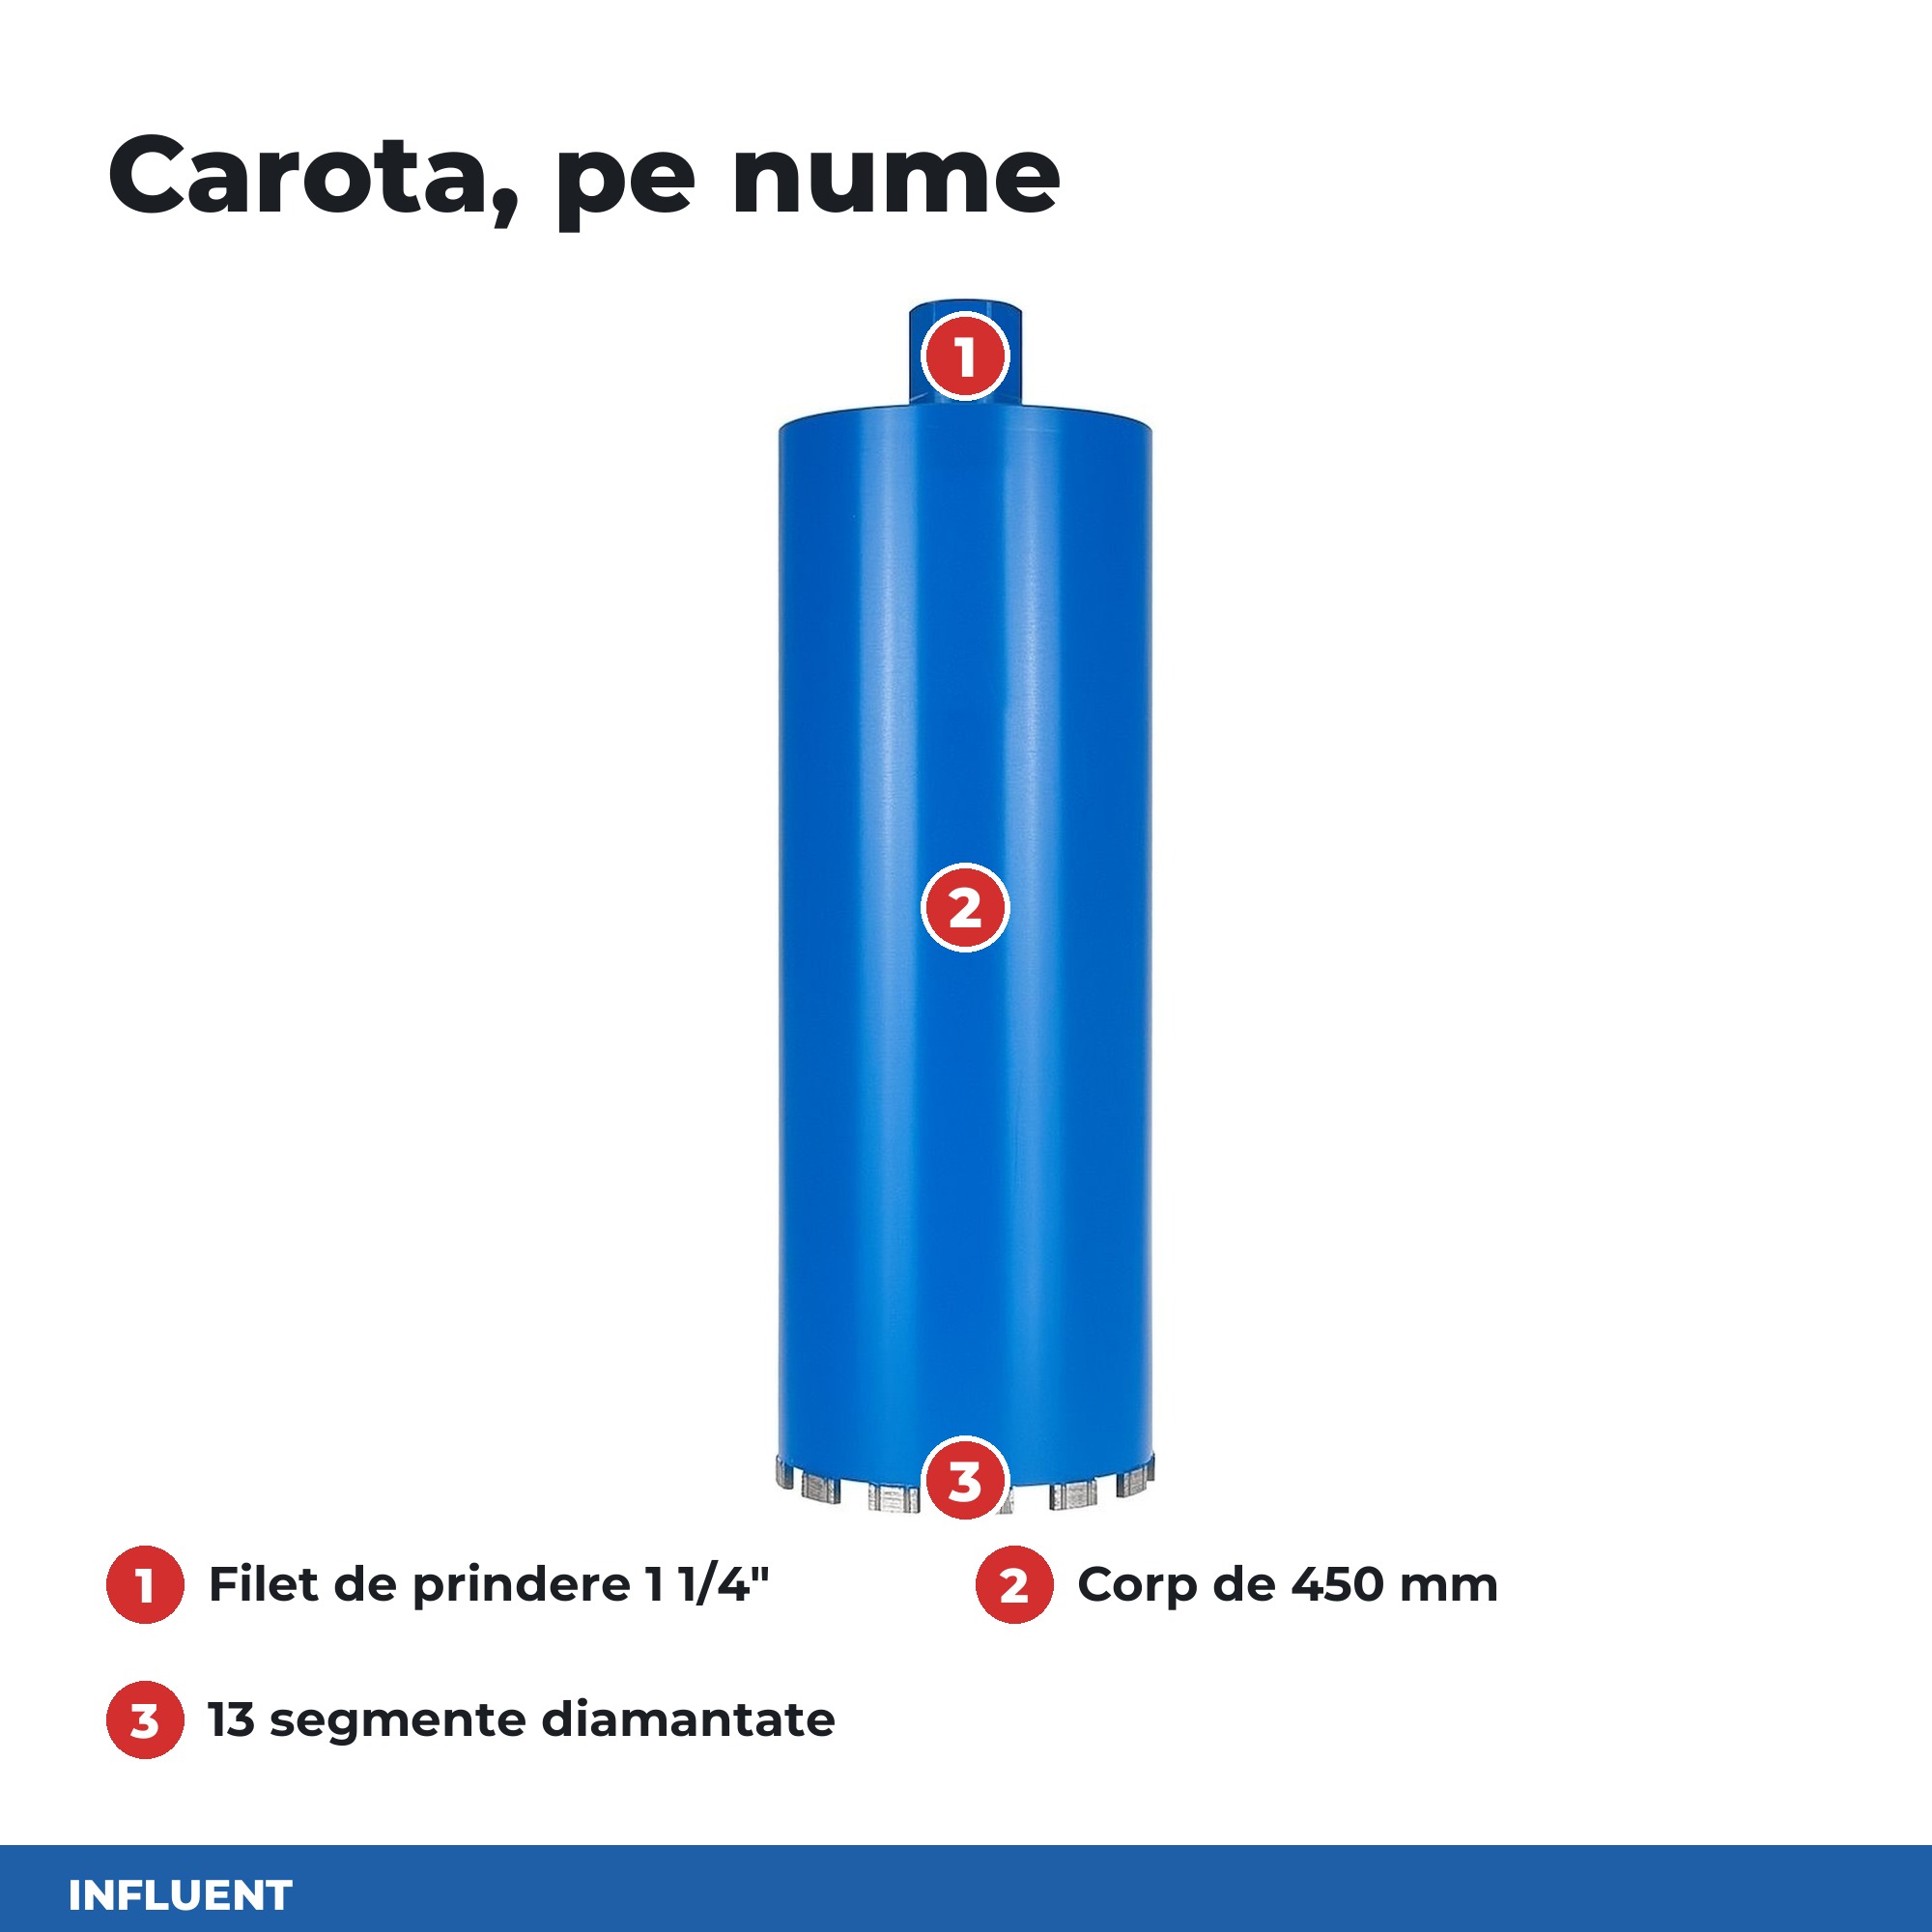 Carota, pe nume
1
2
3
1 Filet de prindere 1 1/4"
2 Corp de 450 mm
3 13 segmente diamantate
INFLUENT